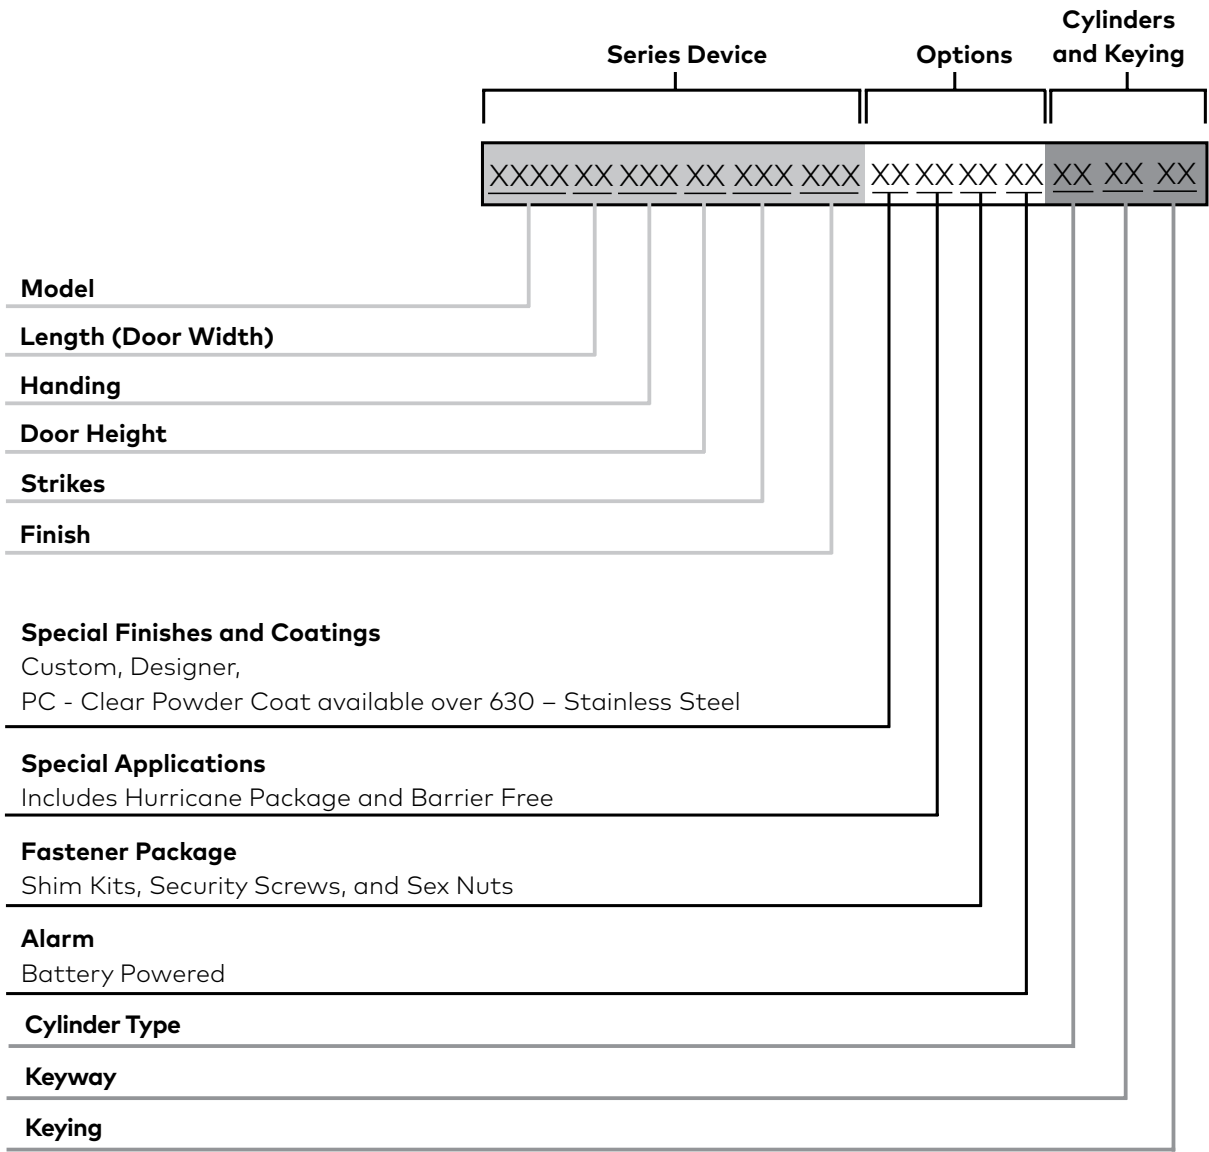 Cylinders
Series Device Options and Keying
XXXX XX XXX XX XXX XXX XX XX XX XX XX XX XX
Model
Length (Door Width)
Handing
Door Height
Strikes
Finish
Special Finishes and Coatings
Custom, Designer,
PC - Clear Powder Coat available over 630 – Stainless Steel
Special Applications
Includes Hurricane Package and Barrier Free
Fastener Package
Shim Kits, Security Screws, and Sex Nuts
Alarm
Battery Powered
Cylinder Type
Keyway
Keying